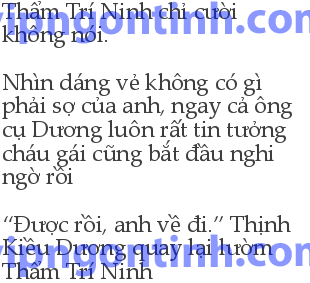 Thẩm Trí Ninh chỉ cười
không nói.

Nhìn dáng vẻ không có gì
phải sợ của anh, ngay cả ông
cụ Dương luôn rất tin tưởng
cháu gái cũng bắt đầu nghi
ngờ rồi

“Được rồi, anh về đi.” Thịnh
Kiều Dương quay lại lườm
Thẩm Trí Ninh